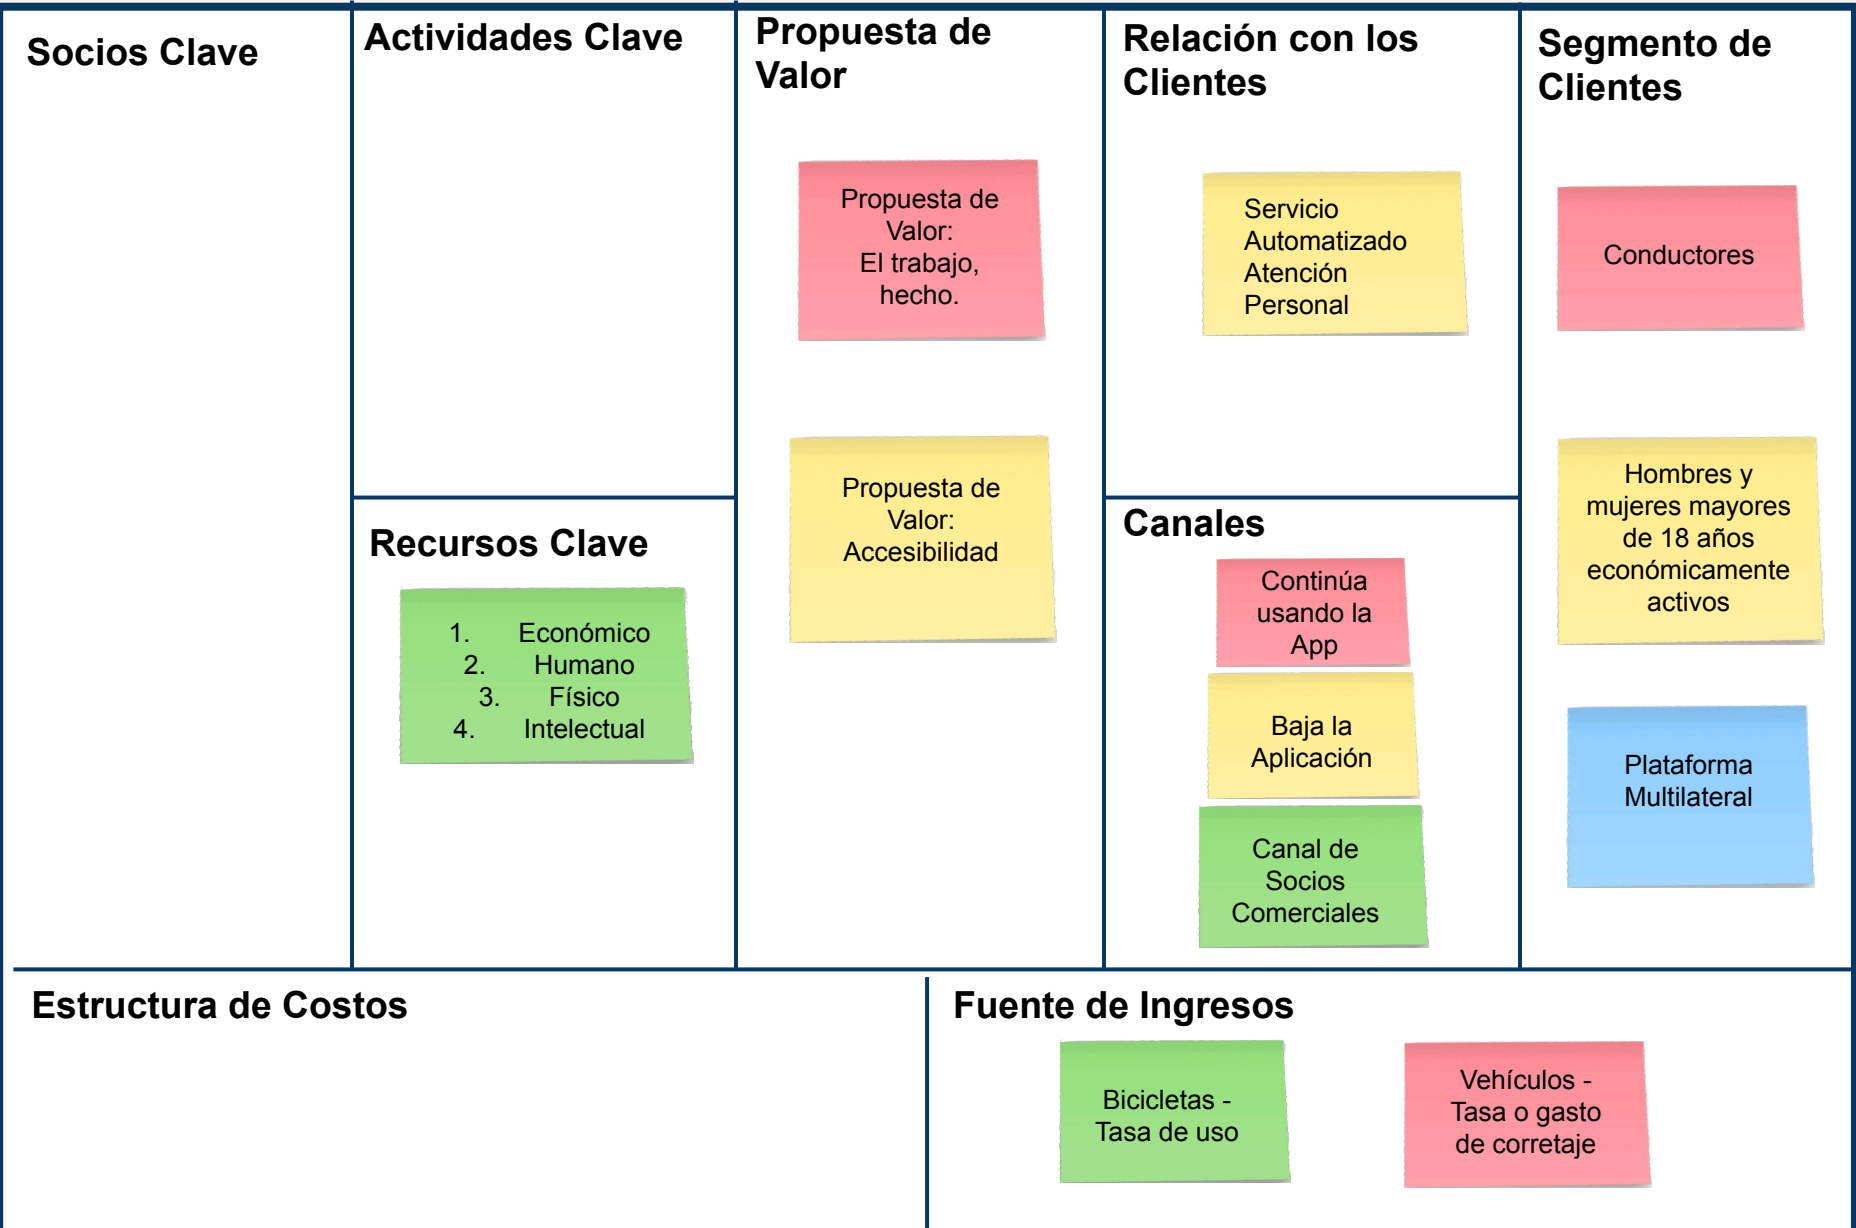 Socios Clave
Actividades Clave
Recursos Clave
1. Económico
2. Humano
3. Físico
4. Intelectual
Propuesta de
Valor
Propuesta de
Valor:
El trabajo,
hecho.
Propuesta de
Valor:
Accesibilidad
Relación con los
Clientes
Servicio
Automatizado
Atención
Personal
Canales
Continúa
usando la
App
Baja la
Aplicación
Canal de
Socios
Comerciales
Segmento de
Clientes
Conductores
Hombres y
mujeres mayores
de 18 años
económicamente
activos
Plataforma
Multilateral
Estructura de Costos
Fuente de Ingresos
Bicicletas -
Tasa de uso
Vehículos -
Tasa o gasto
de corretaje